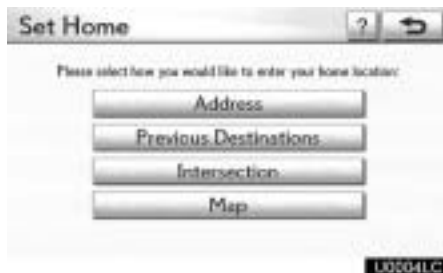 Set Home ?
Please select how you would like to enter your home location:
Address
Previous Destinations
Intersection
Map
U0004LC